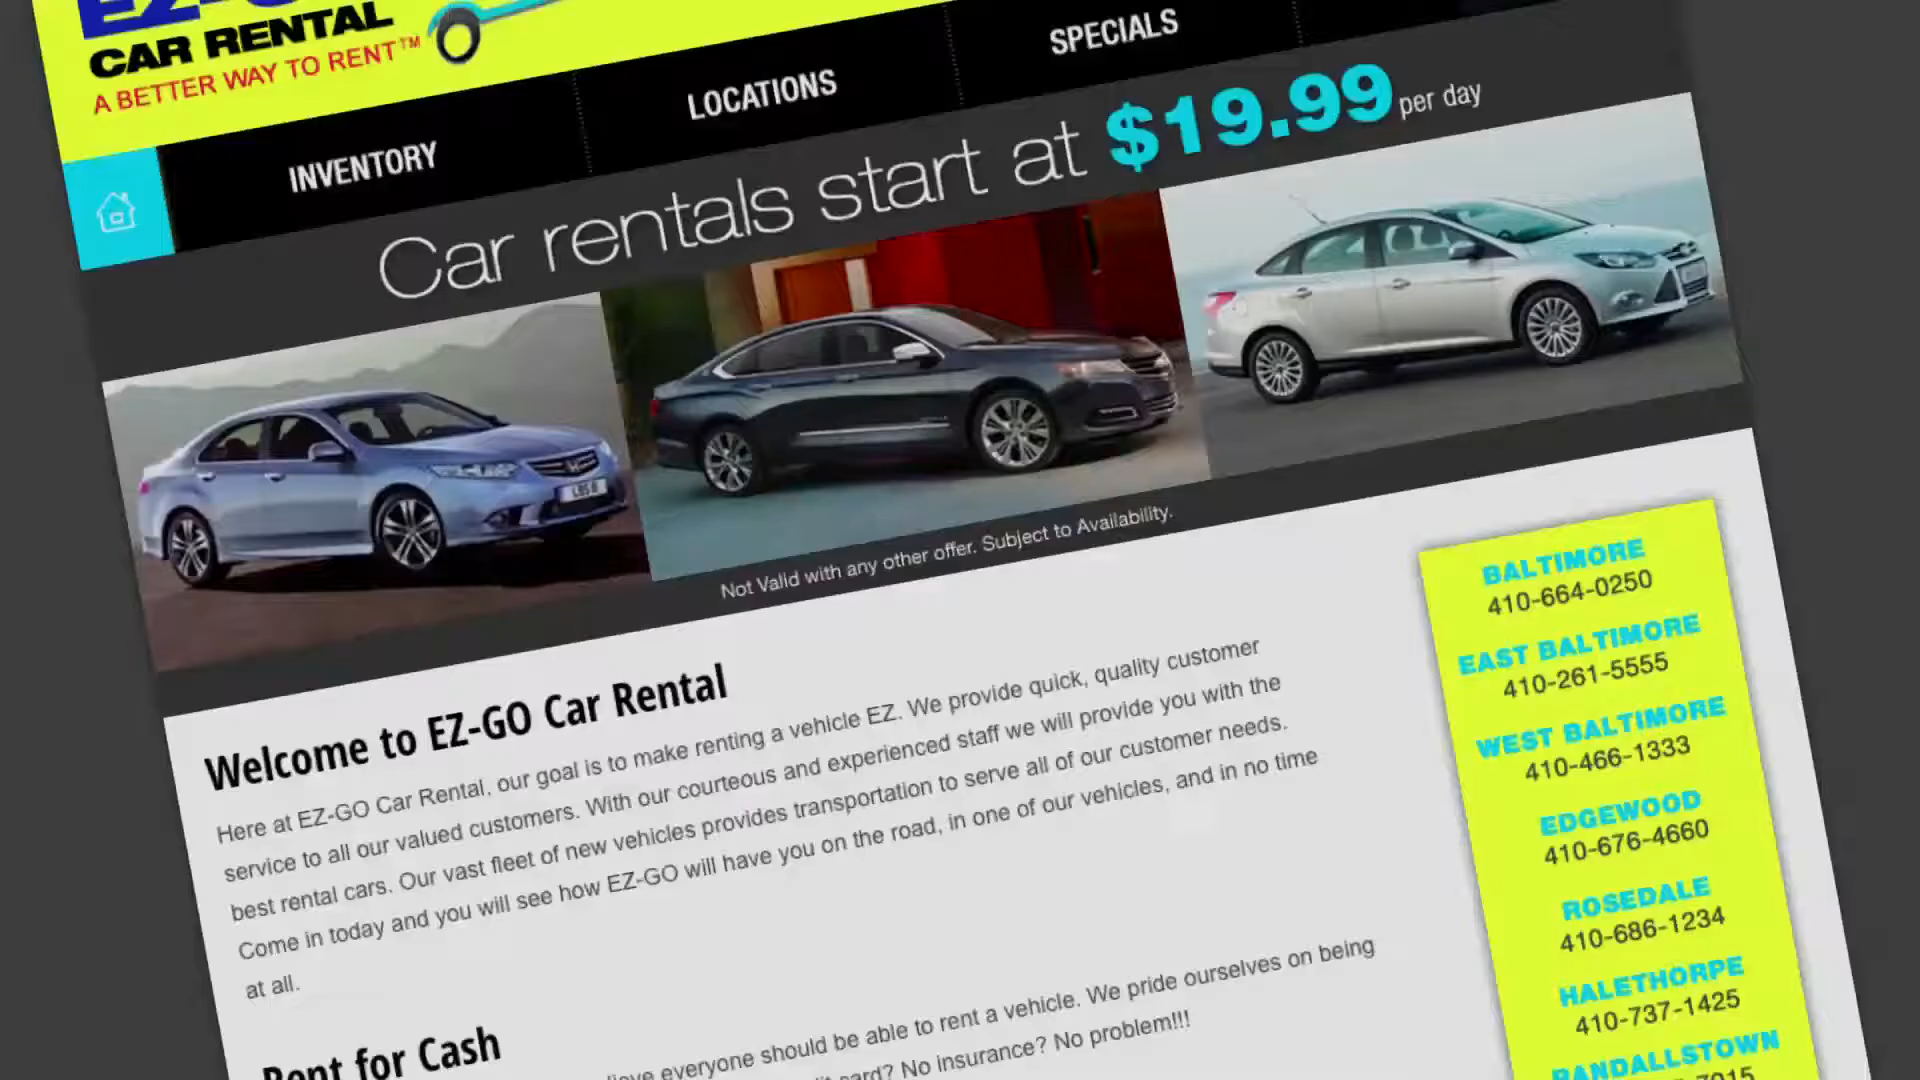 EZ-GO
CAR RENTAL
A BETTER WAY TO RENT™
INVENTORY
LOCATIONS
SPECIALS
Car rentals start at $19.99 per day
Not Valid with any other offer. Subject to Availability.
Welcome to EZ-GO Car Rental
Here at EZ-GO Car Rental, our goal is to make renting a vehicle EZ. We provide quick, quality customer
service to all our valued customers. With our courteous and experienced staff we will provide you with the
best rental cars. Our vast fleet of new vehicles provides transportation to serve all of our customer needs.
Come in today and you will see how EZ-GO will have you on the road, in one of our vehicles, and in no time
at all.
Rent for Cash
everyone should be able to rent a vehicle. We pride ourselves on being
card? No insurance? No problem!!!
BALTIMORE
410-664-0250
EAST BALTIMORE
410-261-5555
WEST BALTIMORE
410-466-1333
EDGEWOOD
410-676-4660
ROSEDALE
410-686-1234
HALETHORPE
410-737-1425
RANDALLSTOWN